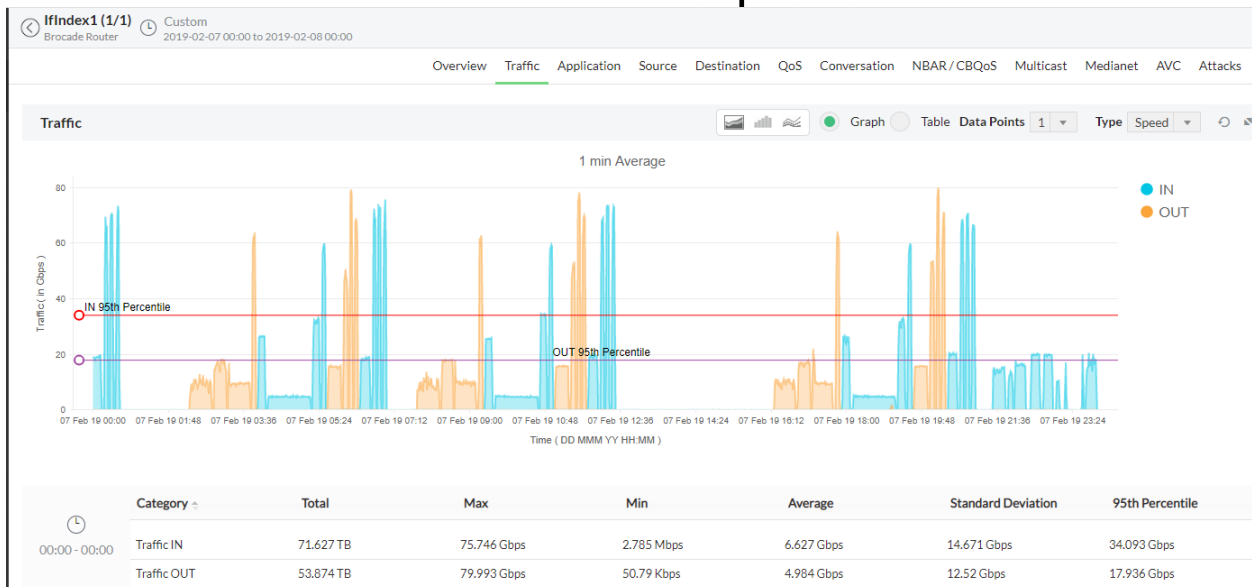 IfIndex1 (1/1)
Brocade Router
Custom
2019-02-07 00:00 to 2019-02-08 00:00
Overview Traffic Application Source Destination QoS Conversation NBAR / CBQoS Multicast Medianet AVC Attacks
Traffic
Graph Table Data Points 1 Type Speed
1 min Average
80
60
40
20
0
Traffic ( in Gbps )
IN 95th Percentile
OUT 95th Percentile
IN
OUT
07 Feb 19 00:00 07 Feb 19 01:48 07 Feb 19 03:36 07 Feb 19 05:24 07 Feb 19 07:12 07 Feb 19 09:00 07 Feb 19 10:48 07 Feb 19 12:36 07 Feb 19 14:24 07 Feb 19 16:12 07 Feb 19 18:00 07 Feb 19 19:48 07 Feb 19 21:36 07 Feb 19 23:24
Time ( DD MMM YY HH:MM )
Category Total Max Min Average Standard Deviation 95th Percentile
00:00 - 00:00
Traffic IN 71.627 TB 75.746 Gbps 2.785 Mbps 6.627 Gbps 14.671 Gbps 34.093 Gbps
Traffic OUT 53.874 TB 79.993 Gbps 50.79 Kbps 4.984 Gbps 12.52 Gbps 17.936 Gbps